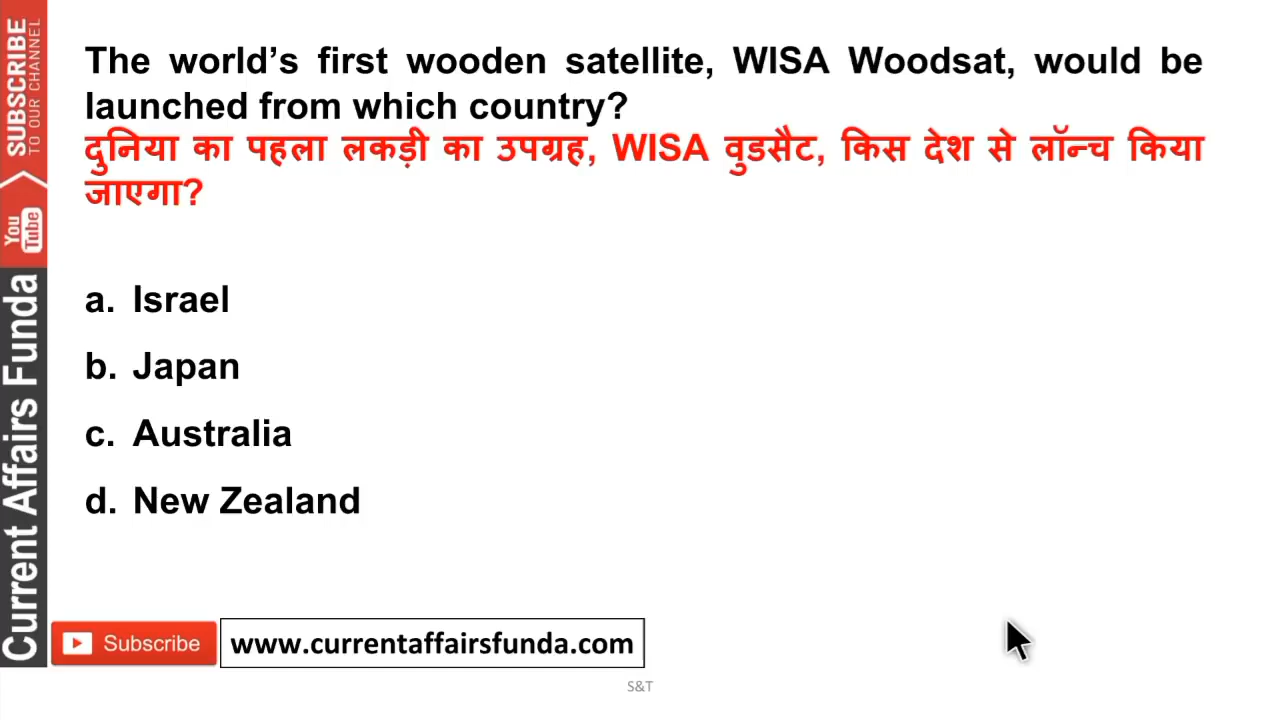 The world's first wooden satellite, WISA Woodsat, would be
launched from which country?
दुनिया का पहला लकड़ी का उपग्रह, WISA वुडसैट, किस देश से लॉन्च किया
जाएगा?
a. Israel
b. Japan
c. Australia
d. New Zealand
SUBSCRIBE
TO OUR CHANNEL
You
Tube
Current Affairs Funda
Subscribe
www.currentaffairsfunda.com
S&T